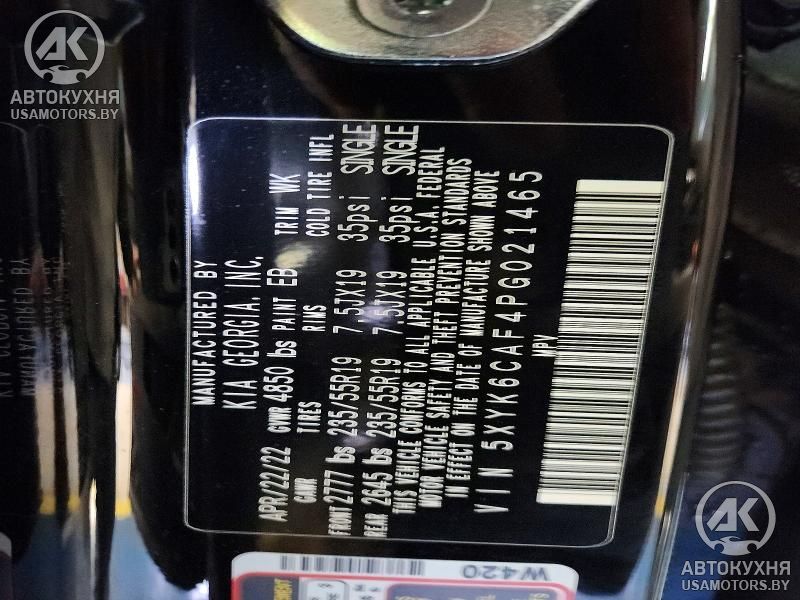 AK
АВТОКУХНЯ
USAMOTORS.BY
MANUFACTURED BY
KIA GEORGIA, INC.
APR/22/22 GVWR 4850 lbs PAINT EB TRIM WK
GAWR TIRES RIMS COLD TIRE INFL
FRONT 2777 lbs 235/55R19 7.5JX19 35psi SINGLE
REAR 2645 lbs 235/55R19 7.5JX19 35psi SINGLE
THIS VEHICLE CONFORMS TO ALL APPLICABLE U.S.A. FEDERAL
MOTOR VEHICLE SAFETY AND THEFT PREVENTION STANDARDS
IN EFFECT ON THE DATE OF MANUFACTURE SHOWN ABOVE
VIN 5XYK6CAF4PG021465
MPV
W420
AK
АВТОКУХНЯ
USAMOTORS.BY